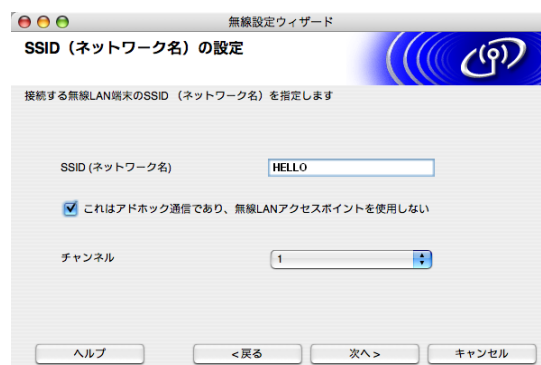 無線設定ウィザード
SSID（ネットワーク名）の設定
接続する無線LAN端末のSSID （ネットワーク名）を指定します
SSID (ネットワーク名) HELLO
これはアドホック通信であり、無線LANアクセスポイントを使用しない
チャンネル 1
ヘルプ <戻る 次へ> キャンセル